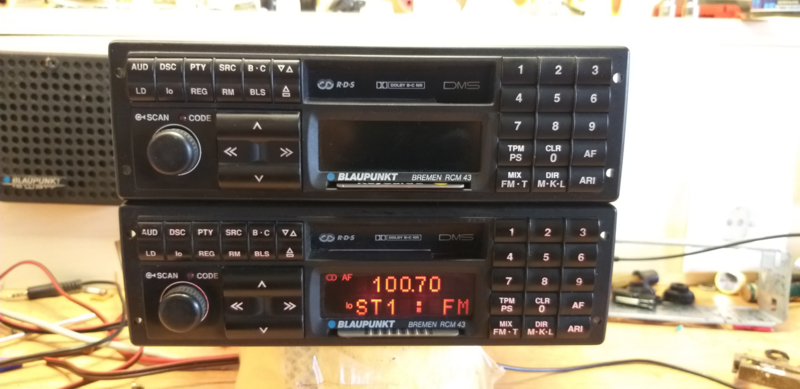 AUD DSC PTY SRC B·C
LD lo REG RM BLS
SCAN CODE
R·D·S DOLBY B-C NR DMS
BLAUPUNKT BREMEN RCM 43
1 2 3
4 5 6
7 8 9
TPM CLR
PS 0 AF
MIX DIR
FM·T M·K·L ARI
BLAUPUNKT
AUD DSC PTY SRC B·C
LD lo REG RM BLS
SCAN CODE
R·D·S DOLBY B-C NR DMS
AF 100.70
lo ST1 : FM
BLAUPUNKT BREMEN RCM 43
1 2 3
4 5 6
7 8 9
TPM CLR
PS 0 AF
MIX DIR
FM·T M·K·L ARI